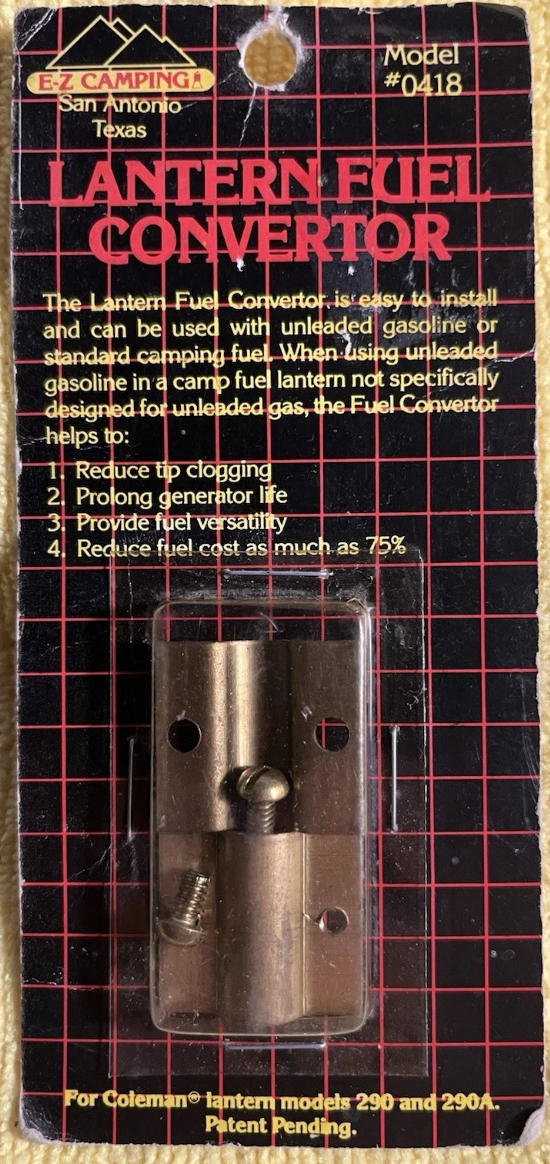 E-Z CAMPING
San Antonio
Texas
Model
#0418
LANTERN FUEL
CONVERTOR
The Lantern Fuel Convertor is easy to install
and can be used with unleaded gasoline or
standard camping fuel. When using unleaded
gasoline in a camp fuel lantern not specifically
designed for unleaded gas, the Fuel Convertor
helps to:
1. Reduce tip clogging
2. Prolong generator life
3. Provide fuel versatility
4. Reduce fuel cost as much as 75%
For Coleman® lantern models 290 and 290A.
Patent Pending.